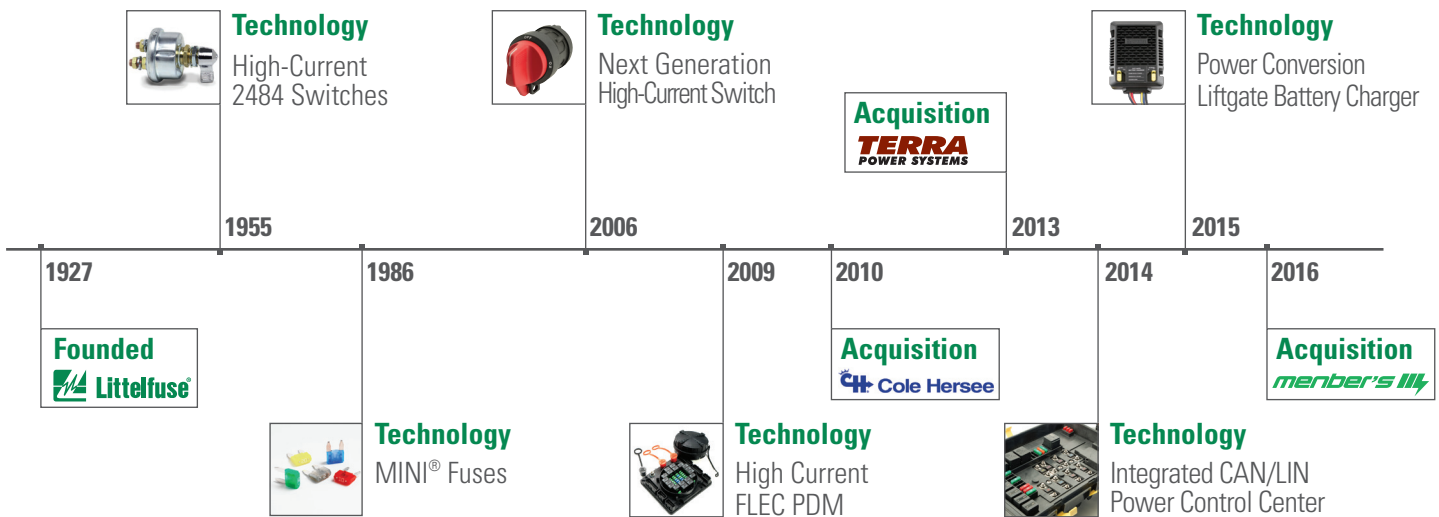 Technology
High-Current
2484 Switches
Technology
Next Generation
High-Current Switch
Acquisition
TERRA
POWER SYSTEMS
Technology
Power Conversion
Liftgate Battery Charger
1955
2006
2013
2015
1927
1986
2009
2010
2014
2016
Founded
Littelfuse®
Acquisition
CH Cole Hersee
Acquisition
menber's
Technology
MINI® Fuses
Technology
High Current
FLEC PDM
Technology
Integrated CAN/LIN
Power Control Center